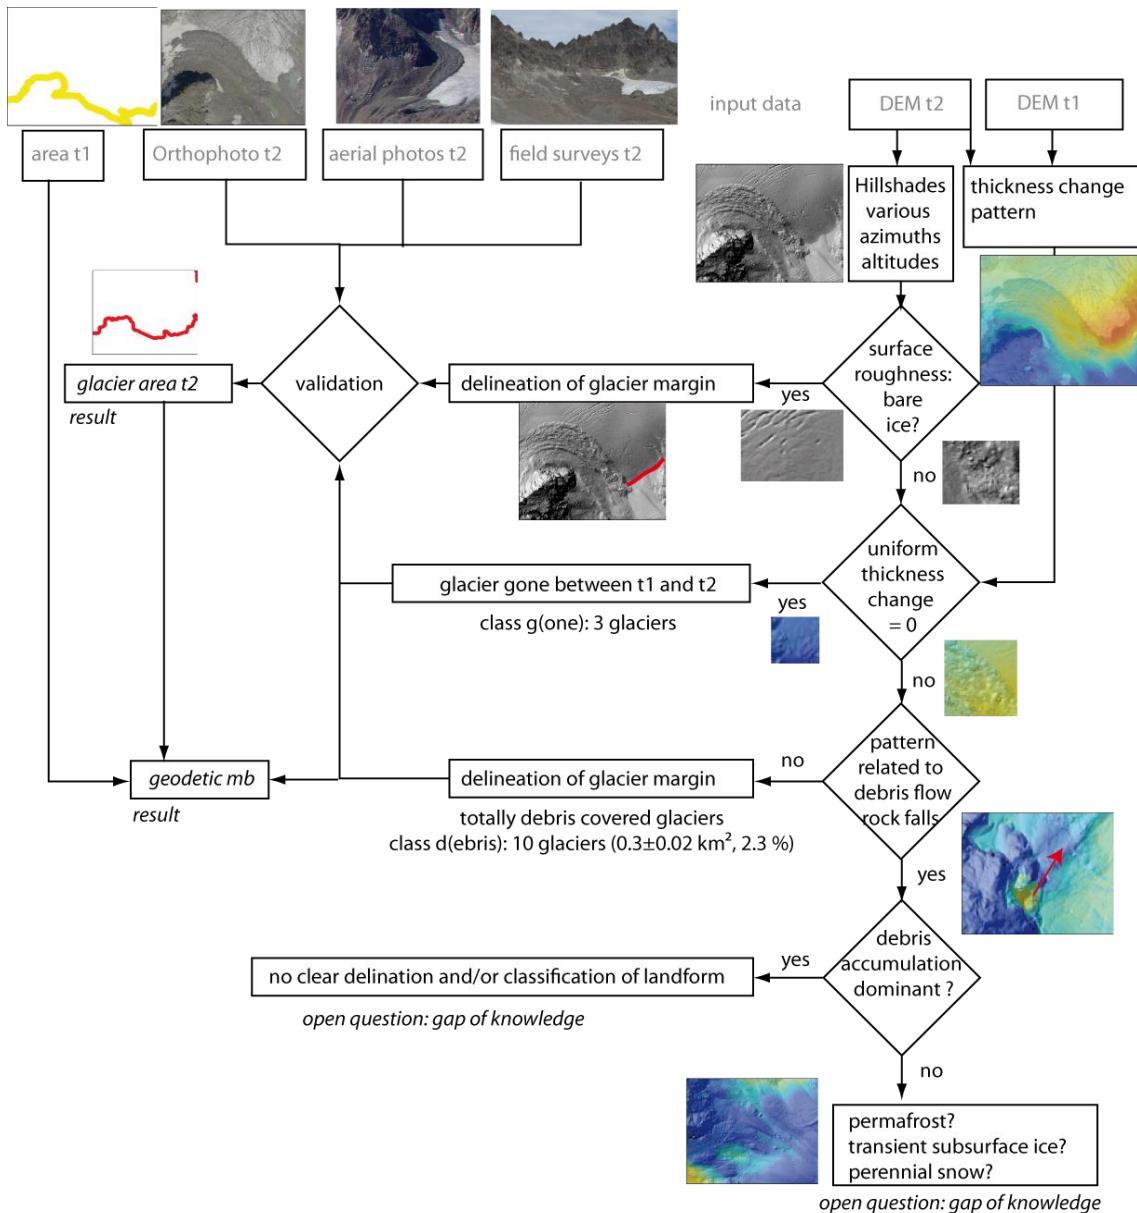 input data
DEM t2
DEM t1
area t1
Orthophoto t2
aerial photos t2
field surveys t2
Hillshades
various
azimuths
altitudes
thickness change
pattern
surface
roughness:
bare
ice?
yes
delineation of glacier margin
validation
glacier area t2
result
no
uniform
thickness
change
= 0
yes
glacier gone between t1 and t2
class g(one): 3 glaciers
no
pattern
related to
debris flow
rock falls
no
delineation of glacier margin
totally debris covered glaciers
class d(ebris): 10 glaciers (0.3±0.02 km², 2.3 %)
geodetic mb
result
yes
debris
accumulation
dominant ?
yes
no clear delination and/or classification of landform
open question: gap of knowledge
no
permafrost?
transient subsurface ice?
perennial snow?
open question: gap of knowledge